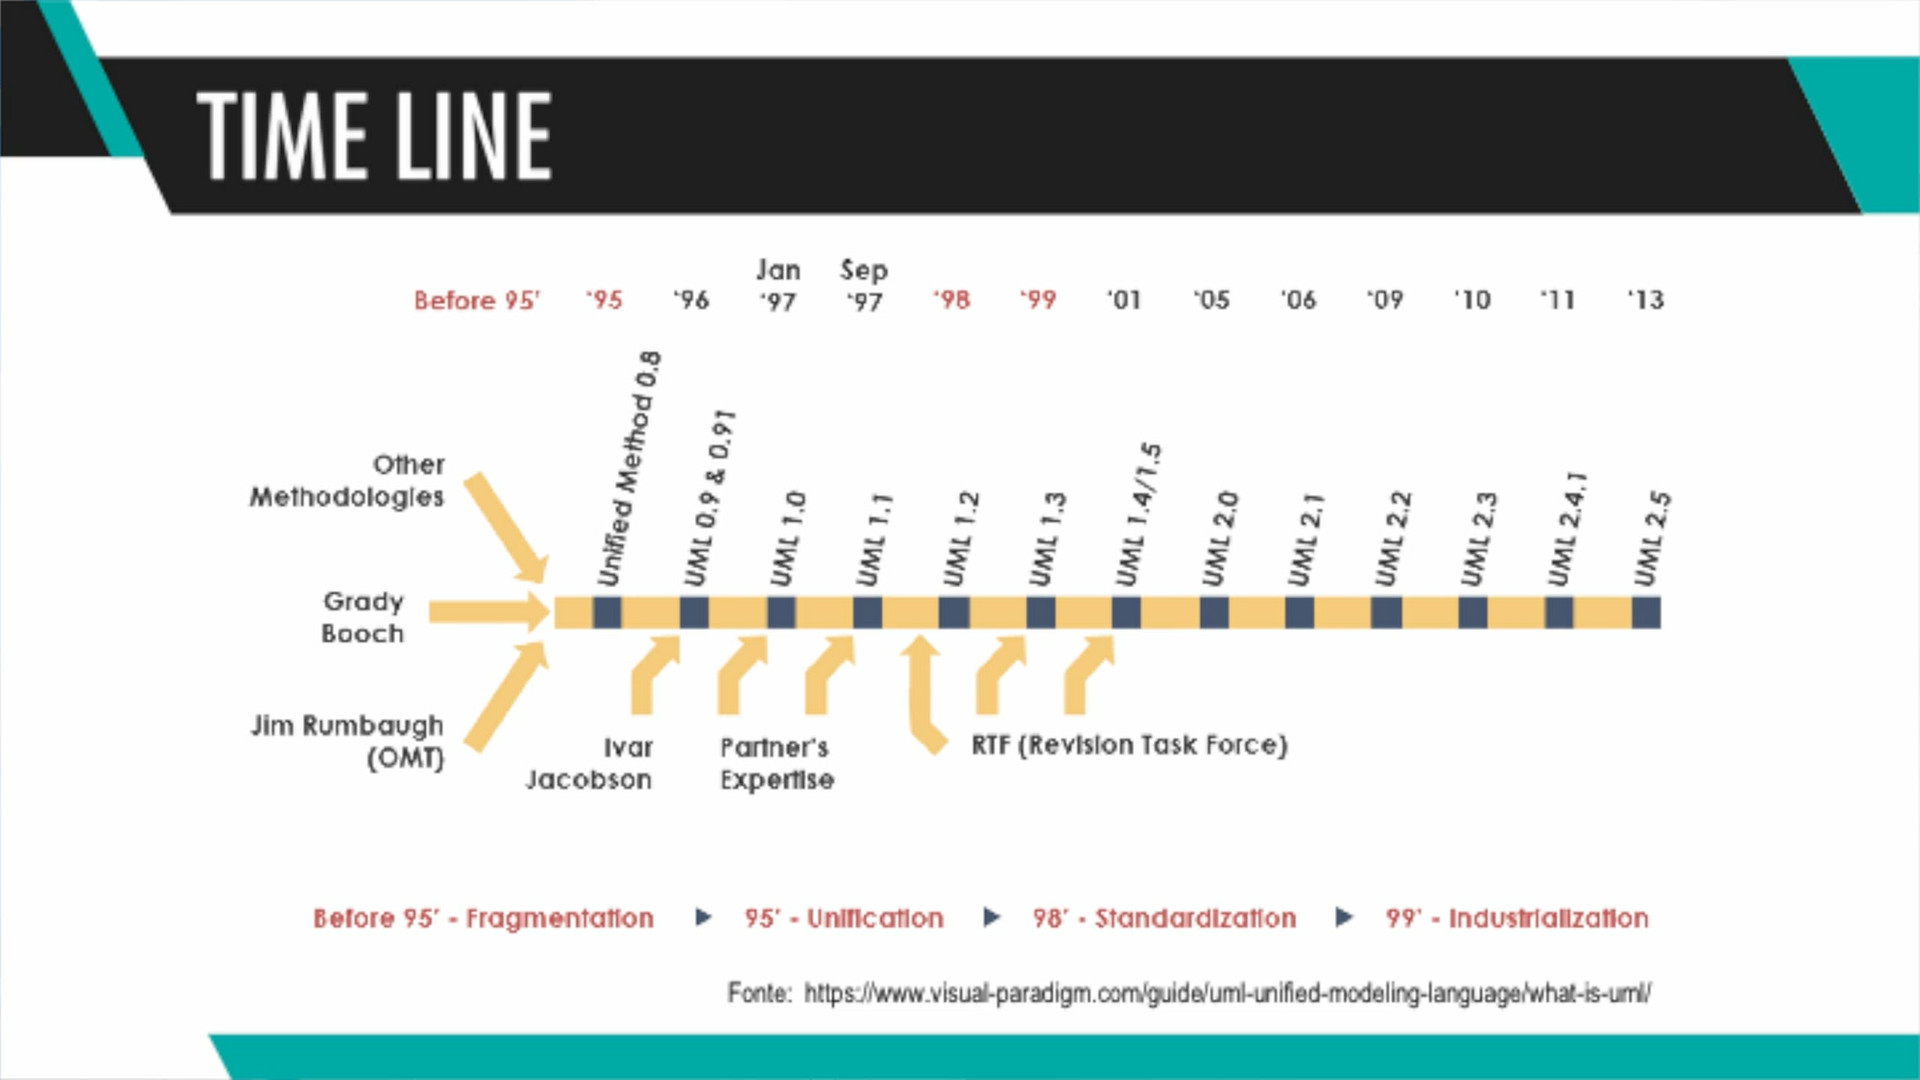 TIME LINE
Jan Sep
Before 95' '95 '96 '97 '97 '98 '99 '01 '05 '06 '09 '10 '11 '13
Unified Method 0.8
UML 0.9 & 0.91
UML 1.0
UML 1.1
UML 1.2
UML 1.3
UML 1.4/1.5
UML 2.0
UML 2.1
UML 2.2
UML 2.3
UML 2.4.1
UML 2.5
Other
Methodologies
Grady
Booch
Jim Rumbaugh
(OMT)
Ivar
Jacobson
Partner's
Expertise
RTF (Revision Task Force)
Before 95' - Fragmentation ▶ 95' - Unification ▶ 98' - Standardization ▶ 99' - Industrialization
Fonte: https://www.visual-paradigm.com/guide/uml-unified-modeling-language/what-is-uml/